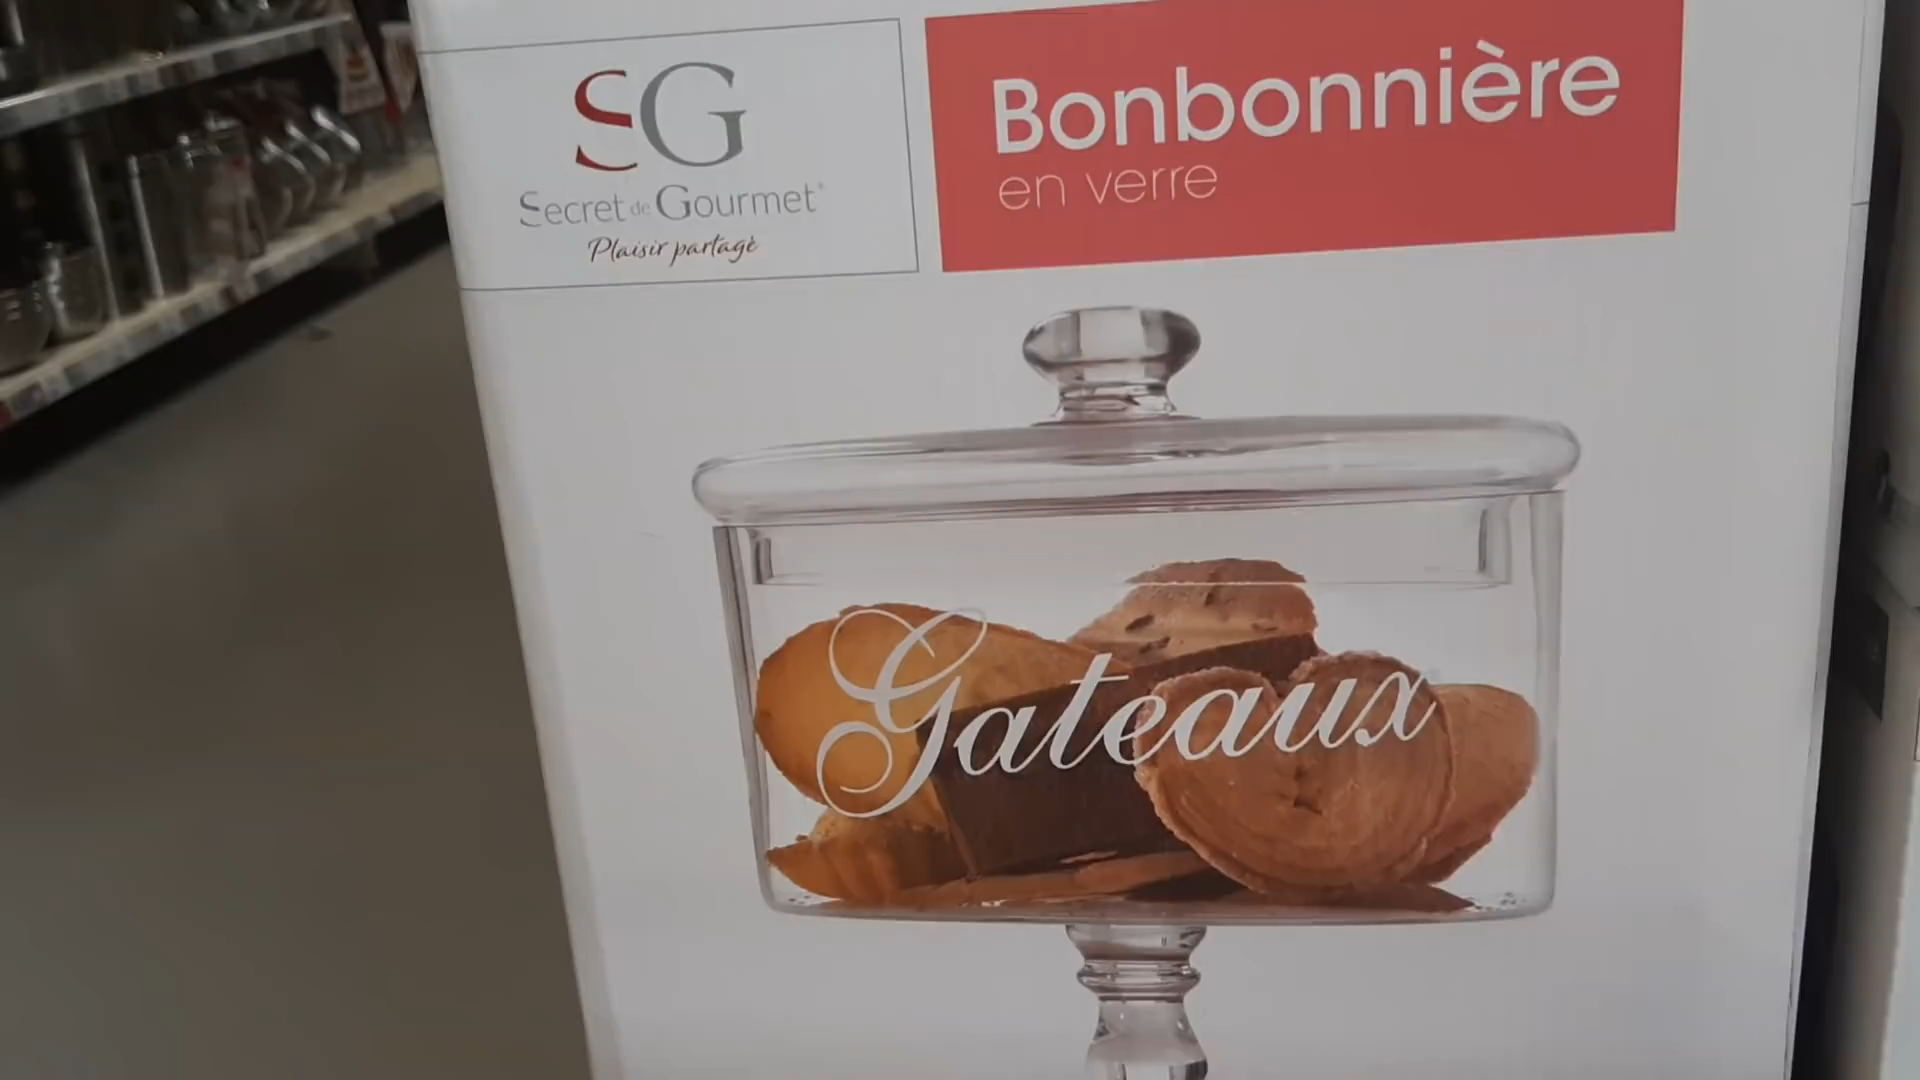 SG
Secret de Gourmet®
Plaisir partagé
Bonbonnière
en verre
Gateaux